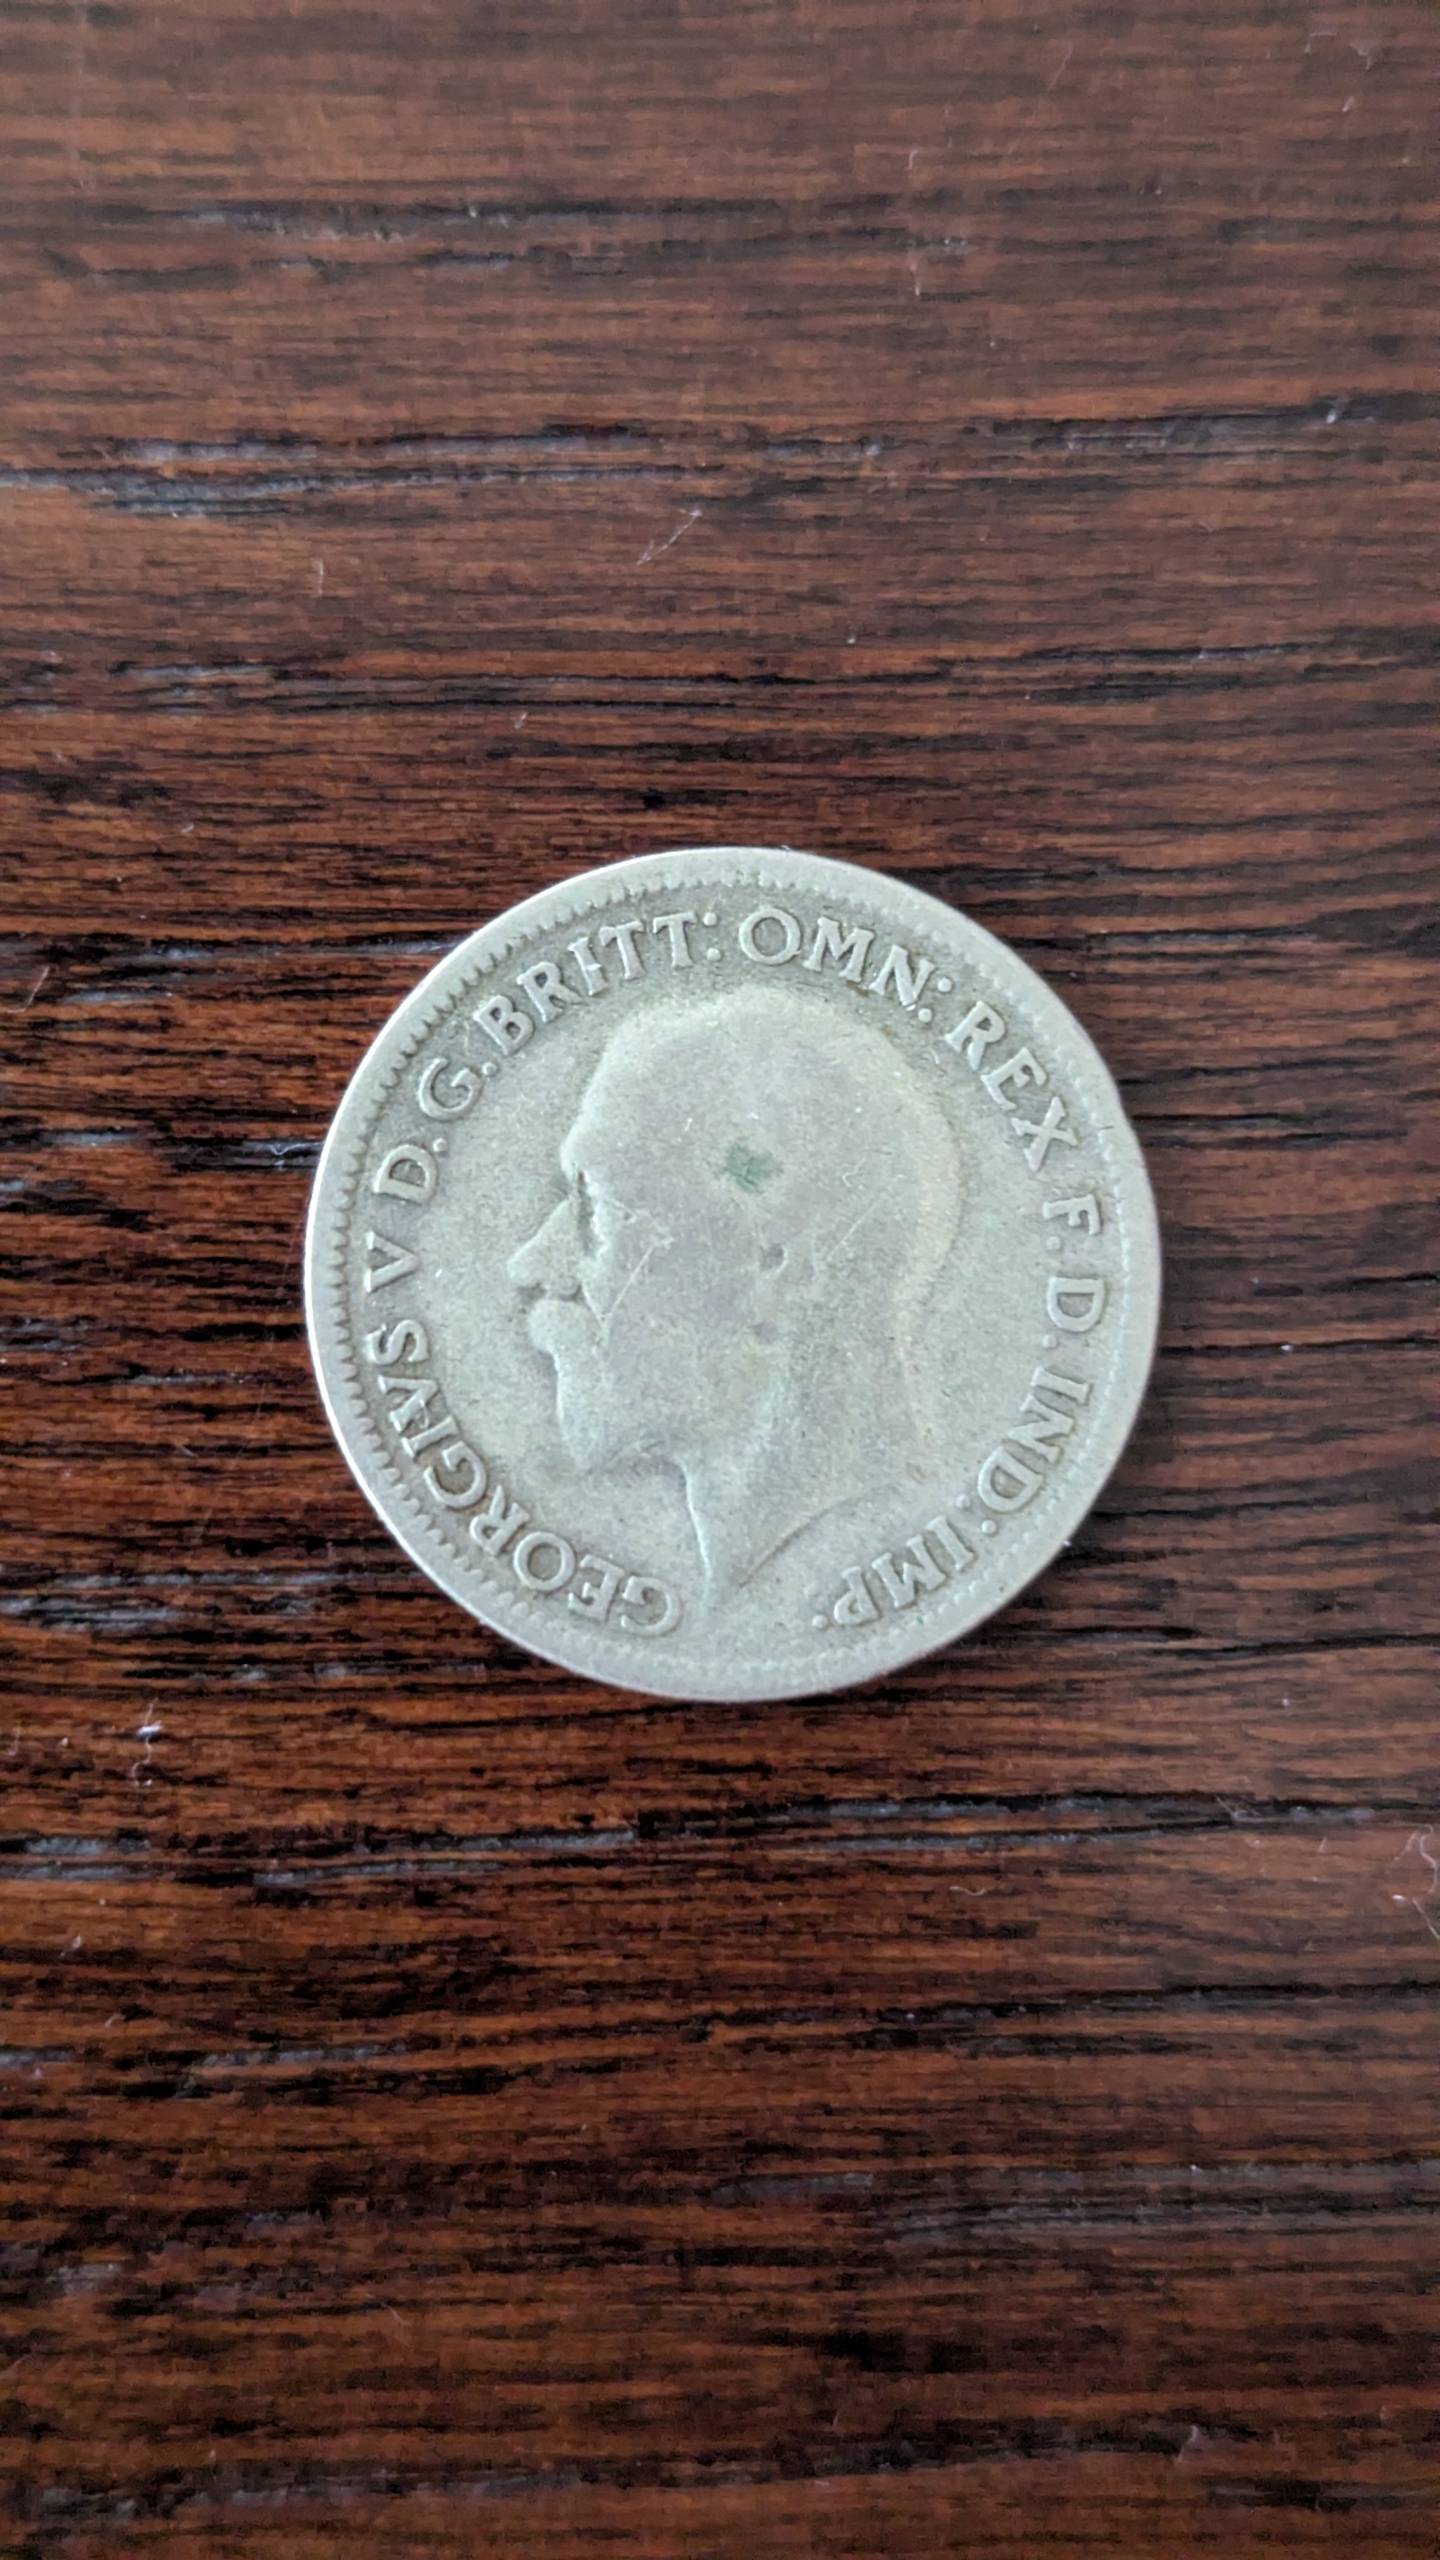 GEORGIVS V D.G.BRITT: OMN: REX F.D.IND:IMP.